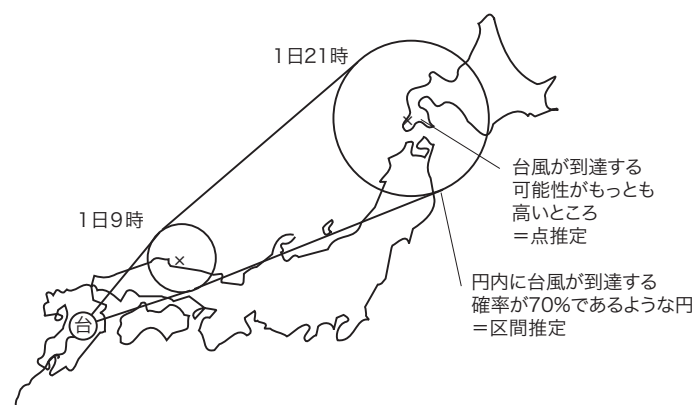 1日21時
台風が到達する
可能性がもっとも
高いところ
＝点推定
1日9時
円内に台風が到達する
確率が70%であるような円
＝区間推定
台